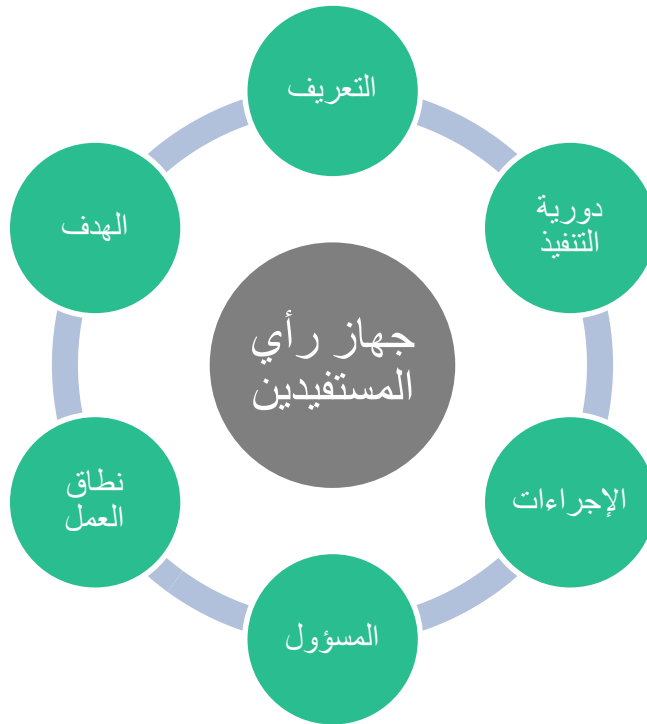 التعريف
دورية
التنفيذ
الهدف
جهاز رأي
المستفيدين
الإجراءات
نطاق
العمل
المسؤول